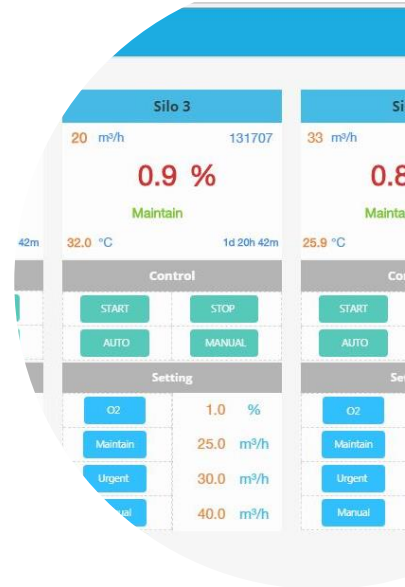 Silo 3
20 m³/h 131707
0.9 %
Maintain
32.0 °C 1d 20h 42m
Control
START STOP
AUTO MANUAL
Setting
O2 1.0 %
Maintain 25.0 m³/h
Urgent 30.0 m³/h
40.0 m³/h
42m
33 m³/h
25.9 °C
START
AUTO
O2
Maintain
Urgent
Manual